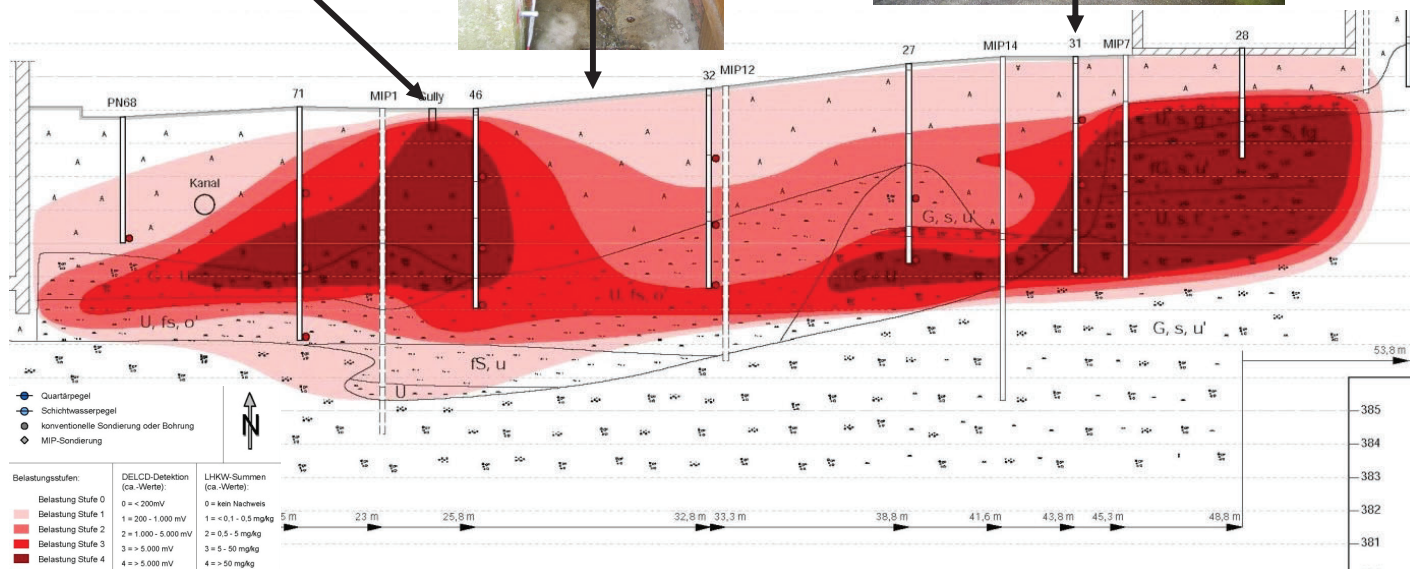 PN68
71
MIP1
Gully
46
32 MIP12
27
MIP14
31
MIP7
28
Kanal
G, s, u'
U, fs, o'
fS, u
U
G, s, u'
53,8 m
Quartärpegel
Schichtwasserpegel
konventionelle Sondierung oder Bohrung
MIP-Sondierung
N
Belastungsstufen:
Belastung Stufe 0
Belastung Stufe 1
Belastung Stufe 2
Belastung Stufe 3
Belastung Stufe 4
DELCD-Detektion
(ca.-Werte):
0 = < 200mV
1 = 200 - 1.000 mV
2 = 1.000 - 5.000 mV
3 = > 5.000 mV
4 = > 5.000 mV
LHKW-Summen
(ca.-Werte):
0 = kein Nachweis
1 = < 0,1 - 0,5 mg/kg
2 = 0,5 - 5 mg/kg
3 = 5 - 50 mg/kg
4 = > 50 mg/kg
5 m
23 m
25,8 m
32,8 m
33,3 m
38,8 m
41,6 m
43,8 m
45,3 m
48,8 m
385
384
383
382
381